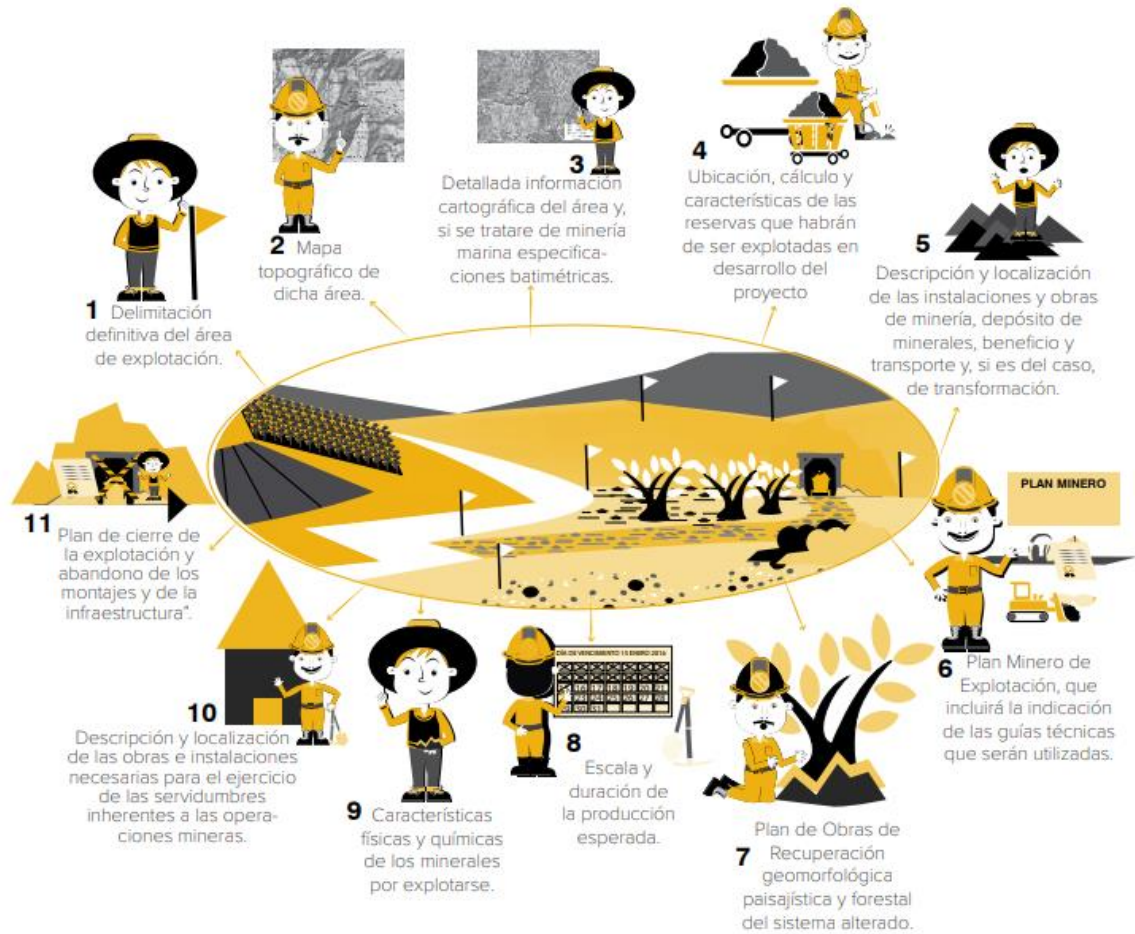 1 Delimitación
definitiva del área
de explotación.
2 Mapa
topográfico de
dicha área.
3
Detallada información
cartográfica del área y,
si se tratare de minería
marina especifica-
ciones batimétricas.
4
Ubicación, cálculo y
características de las
reservas que habrán
de ser explotadas en
desarrollo del
proyecto
5
Descripción y localización
de las instalaciones y obras
de minería, depósito de
minerales, beneficio y
transporte y, si es del caso,
de transformación.
PLAN MINERO
6 Plan Minero de
Explotación, que
incluirá la indicación
de las guías técnicas
que serán utilizadas.
7 Plan de Obras de
Recuperación
geomorfológica
paisajística y forestal
del sistema alterado.
DÍA DE VENCIMIENTO 15 ENERO 2016
8
Escala y
duración de
la producción
esperada.
9 Características
físicas y químicas
de los minerales
por explotarse.
10
Descripción y localización
de las obras e instalaciones
necesarias para el ejercicio
de las servidumbres
inherentes a las opera-
ciones mineras.
11 Plan de cierre de
la explotación y
abandono de los
montajes y de la
infraestructura".